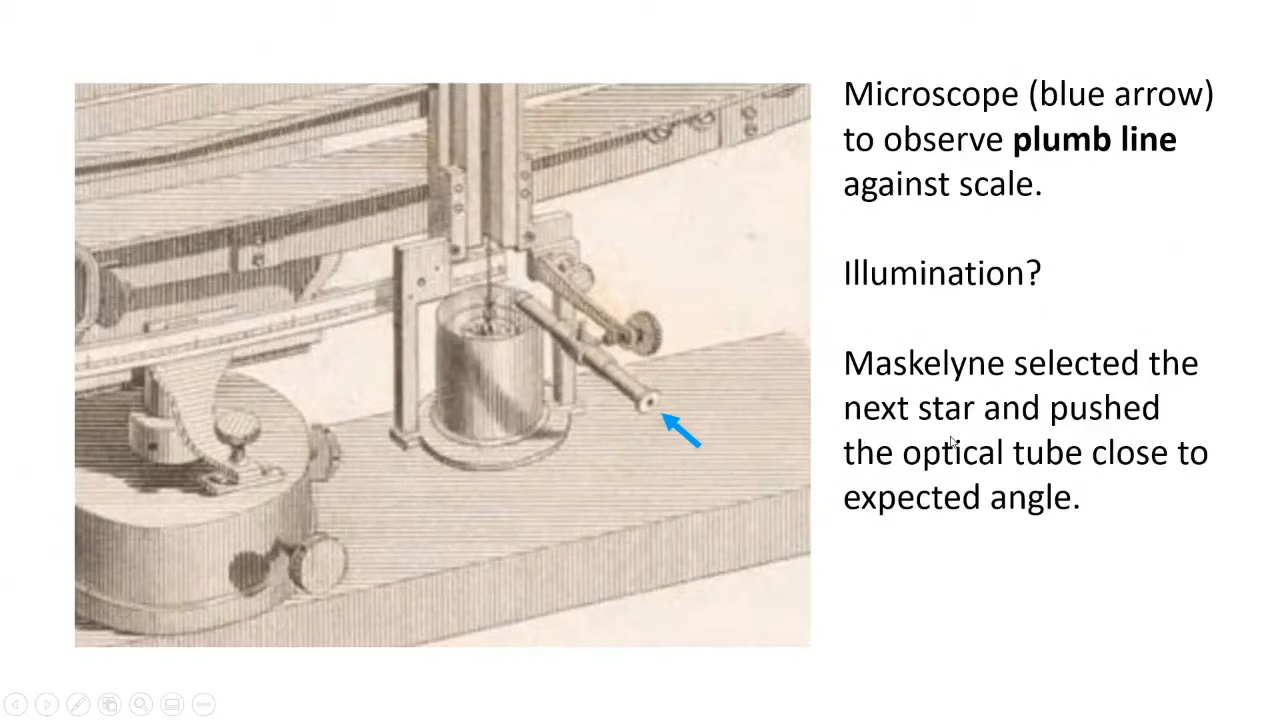 Microscope (blue arrow)
to observe plumb line
against scale.
Illumination?
Maskelyne selected the
next star and pushed
the optical tube close to
expected angle.